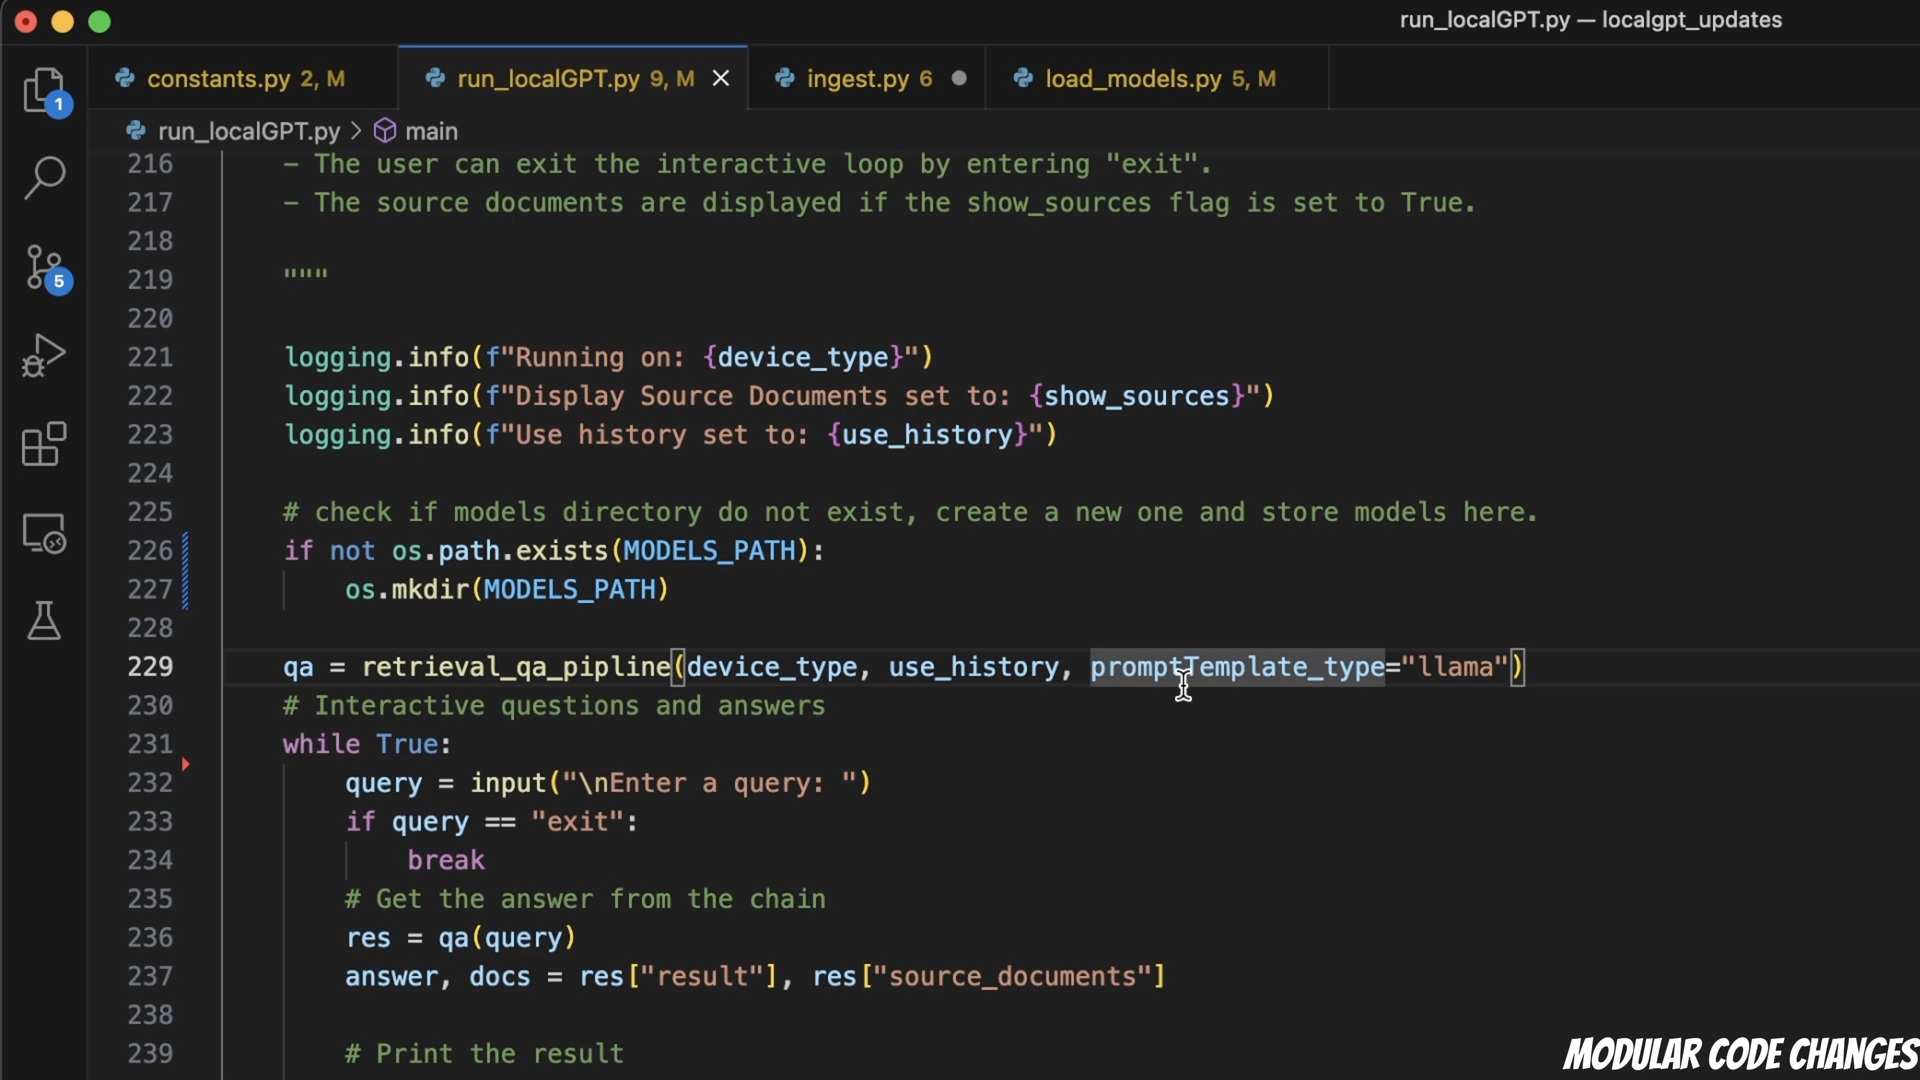 run_localGPT.py — localgpt_updates
constants.py 2, M
run_localGPT.py 9, M
ingest.py 6
load_models.py 5, M
1
run_localGPT.py > main
5
216 - The user can exit the interactive loop by entering "exit".
217 - The source documents are displayed if the show_sources flag is set to True.
218
219 """
220
221 logging.info(f"Running on: {device_type}")
222 logging.info(f"Display Source Documents set to: {show_sources}")
223 logging.info(f"Use history set to: {use_history}")
224
225 # check if models directory do not exist, create a new one and store models here.
226 if not os.path.exists(MODELS_PATH):
227 os.mkdir(MODELS_PATH)
228
229 qa = retrieval_qa_pipline(device_type, use_history, promptTemplate_type="llama")
230 # Interactive questions and answers
231 while True:
232 query = input("\nEnter a query: ")
233 if query == "exit":
234 break
235 # Get the answer from the chain
236 res = qa(query)
237 answer, docs = res["result"], res["source_documents"]
238
239 # Print the result
MODULAR CODE CHANGES